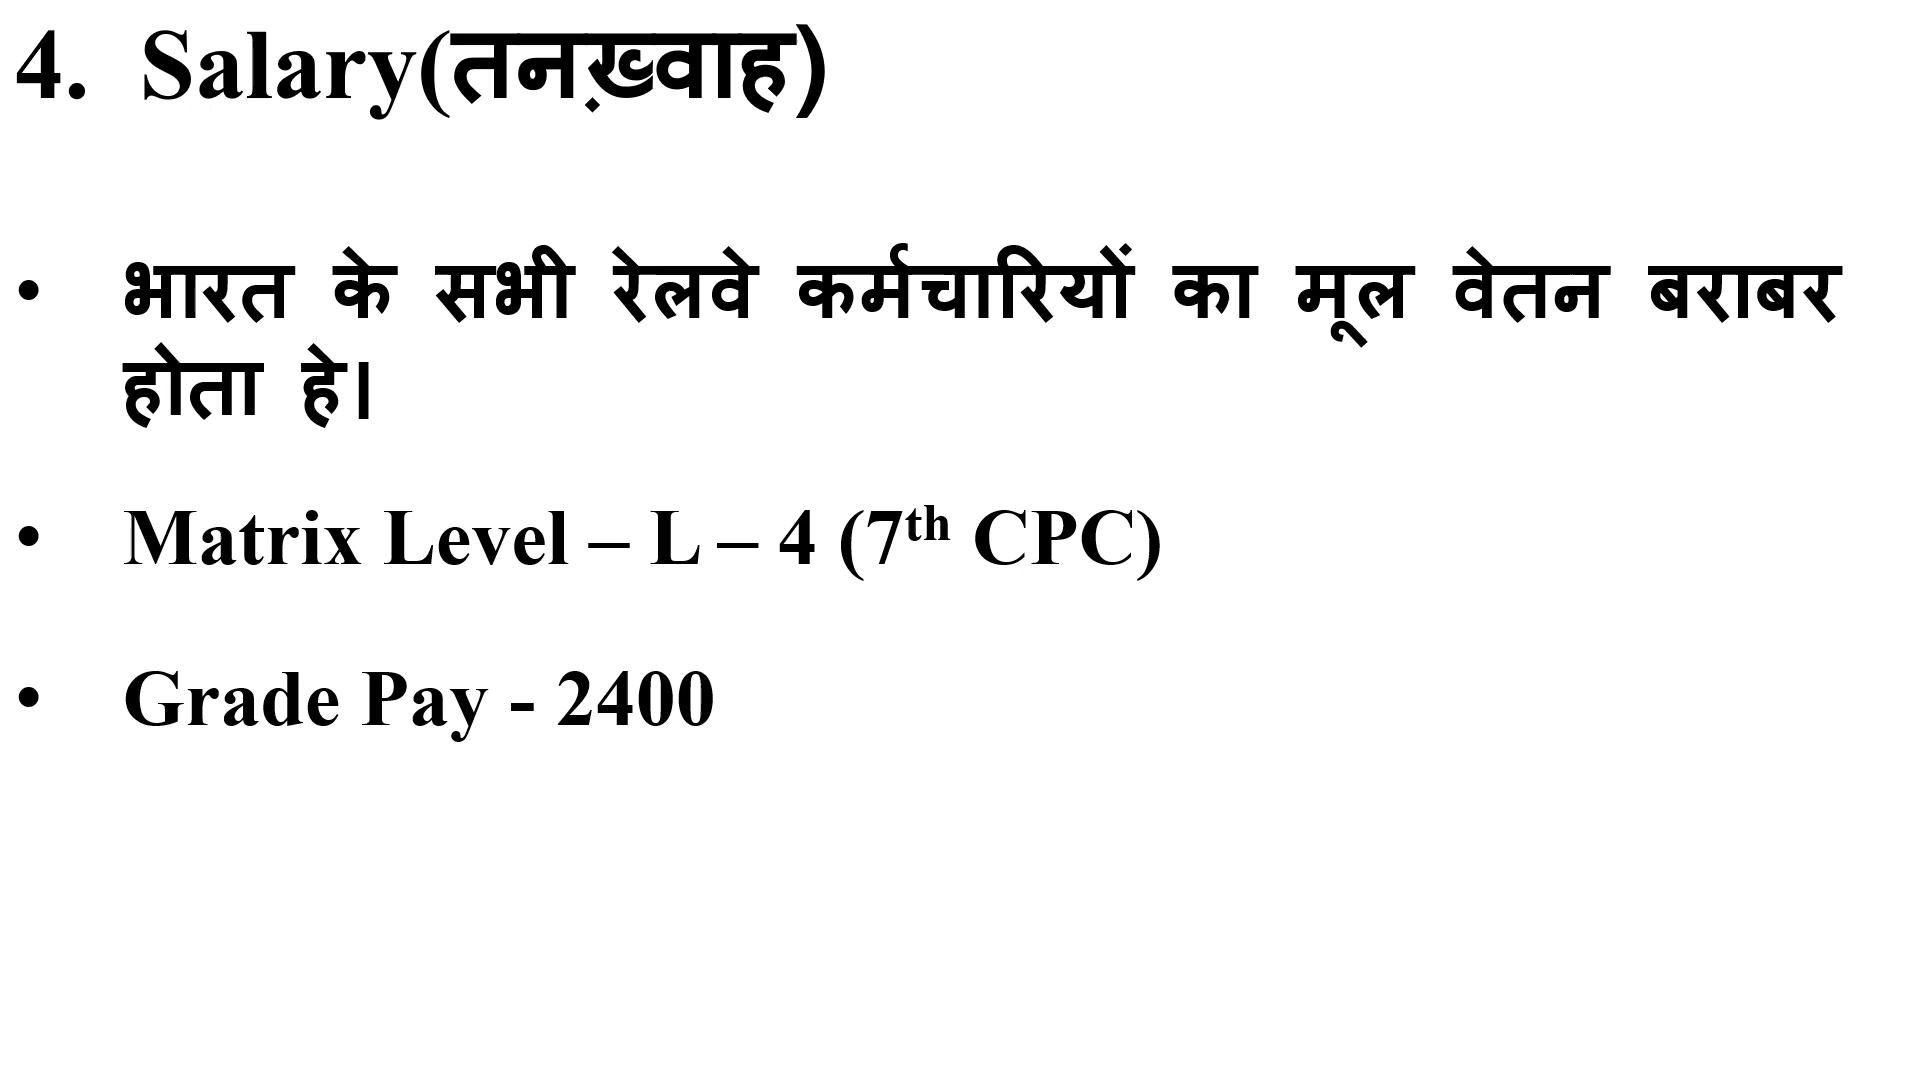 4. Salary(तनख़्वाह)
• भारत के सभी रेलवे कर्मचारियों का मूल वेतन बराबर
होता हे।
• Matrix Level – L – 4 (7th CPC)
• Grade Pay - 2400